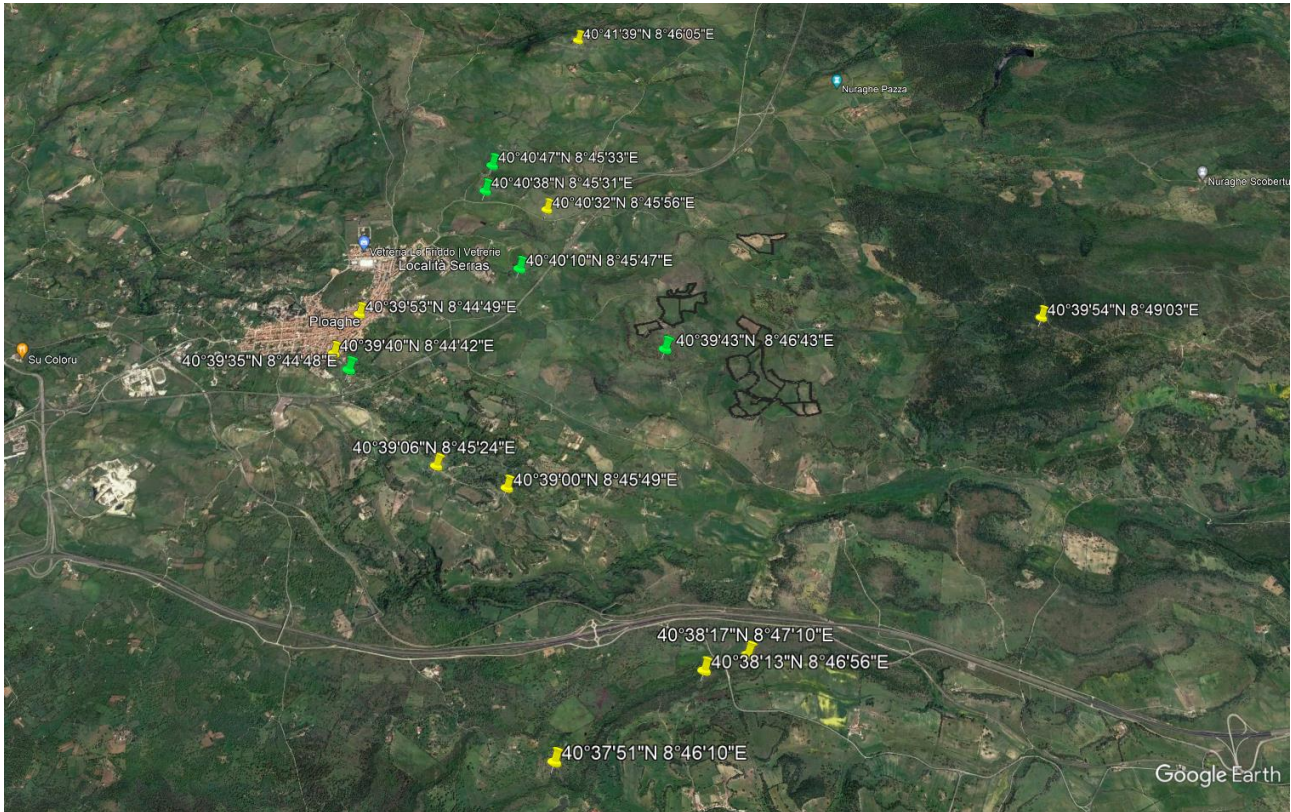 40°41'39"N 8°46'05"E
Nuraghe Pazza
40°40'47"N 8°45'33"E
Nuraghe Scobertu
40°40'38"N 8°45'31"E
40°40'32"N 8°45'56"E
Vetreria Lo Friddo | Vetrerie
Località Serras
40°40'10"N 8°45'47"E
40°39'53"N 8°44'49"E
40°39'54"N 8°49'03"E
Ploaghe
40°39'43"N 8°46'43"E
40°39'40"N 8°44'42"E
Su Coloru
40°39'35"N 8°44'48"E
40°39'06"N 8°45'24"E
40°39'00"N 8°45'49"E
40°38'17"N 8°47'10"E
40°38'13"N 8°46'56"E
40°37'51"N 8°46'10"E
Google Earth